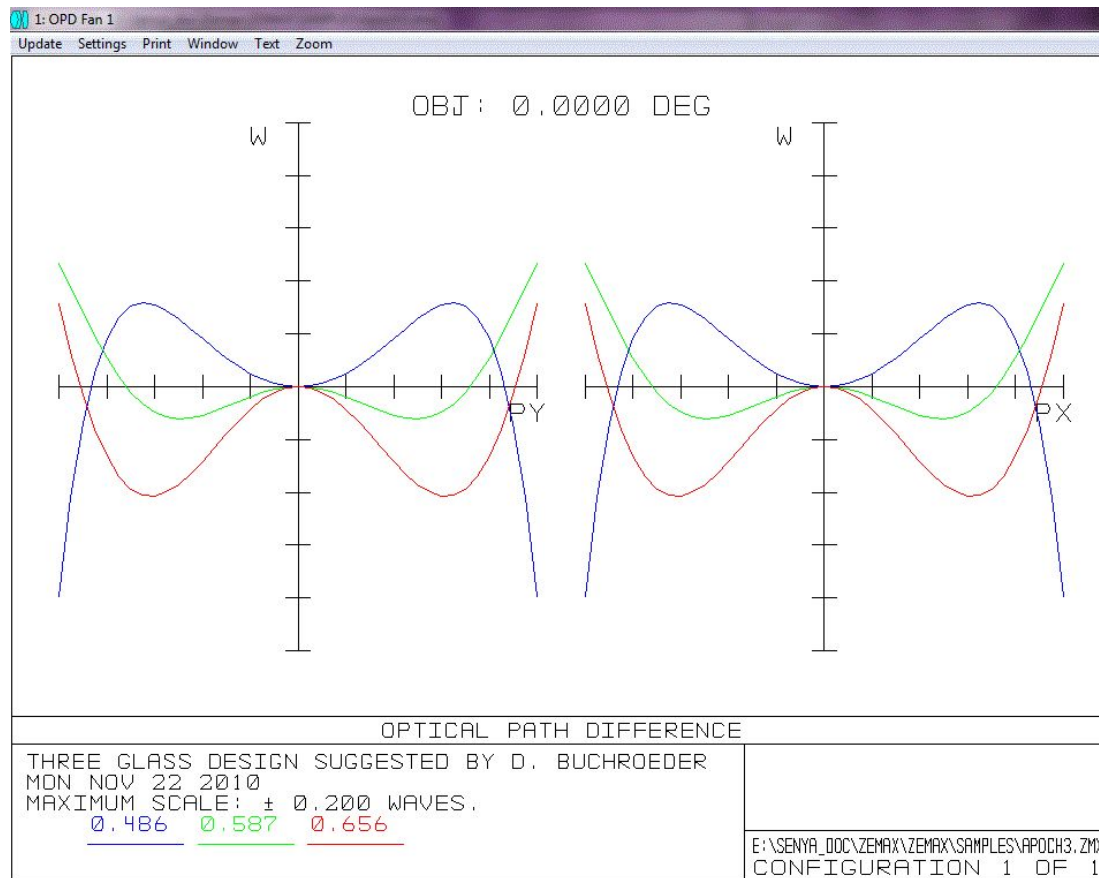 1: OPD Fan 1
Update Settings Print Window Text Zoom
OBJ: 0.0000 DEG
W
W
PY
PX
OPTICAL PATH DIFFERENCE
THREE GLASS DESIGN SUGGESTED BY D. BUCHROEDER
MON NOV 22 2010
MAXIMUM SCALE: ± 0.200 WAVES.
0.486 0.587 0.656
E:\SENYA_DOC\ZEMAX\ZEMAX\SAMPLES\APOCH3.ZMX
CONFIGURATION 1 OF 1